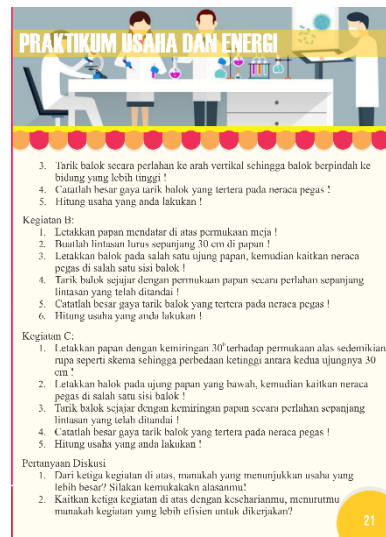 PRAKTIKUM USAHA DAN ENERGI
3. Tarik balok secara perlahan ke arah vertikal sehingga balok berpindah ke
bidang yang lebih tinggi !
4. Catatlah besar gaya tarik balok yang tertera pada neraca pegas !
5. Hitung usaha yang anda lakukan !
Kegiatan B:
1. Letakkan papan mendatar di atas permukaan meja !
2. Buatlah lintasan lurus sepanjang 30 cm di papan !
3. Letakkan balok pada salah satu ujung papan, kemudian kaitkan neraca
pegas di salah satu sisi balok !
4. Tarik balok sejajar dengan permukaan papan secara perlahan sepanjang
lintasan yang telah ditandai !
5. Catatlah besar gaya tarik balok yang tertera pada neraca pegas !
6. Hitung usaha yang anda lakukan !
Kegiatan C:
1. Letakkan papan dengan kemiringan 30° terhadap permukaan alas sedemikian
rupa seperti skema sehingga perbedaan ketinggi antara kedua ujungnya 30
cm !
2. Letakkan balok pada ujung papan yang bawah, kemudian kaitkan neraca
pegas di salah satu sisi balok !
3. Tarik balok sejajar dengan kemiringan papan secara perlahan sepanjang
lintasan yang telah ditandai !
4. Catatlah besar gaya tarik balok yang tertera pada neraca pegas !
5. Hitung usaha yang anda lakukan !
Pertanyaan Diskusi
1. Dari ketiga kegiatan di atas, manakah yang menunjukkan usaha yang
lebih besar? Silakan kemukakakn alasanmu!
2. Kaitkan ketiga kegiatan di atas dengan kesehariaanmu, menurutmu
manakah kegiatan yang lebih efisien untuk dikerjakan?
21